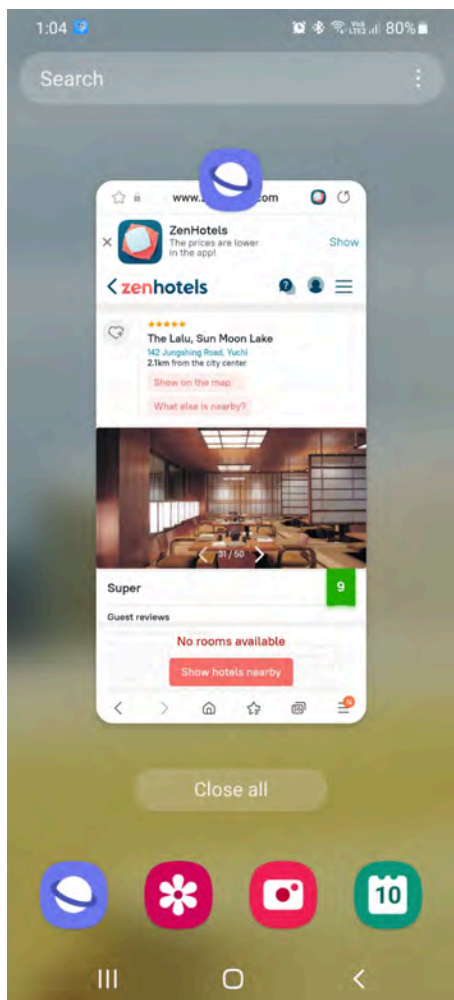 1:04
80%
Search
ZenHotels
The prices are lower
in the app!
Show
zenhotels
The Lalu, Sun Moon Lake
142 Jungshing Road, Yuchi
2.1km from the city center
Show on the map
What else is nearby?
31/50
Super
9
Guest reviews
No rooms available
Show hotels nearby
N
Close all
10